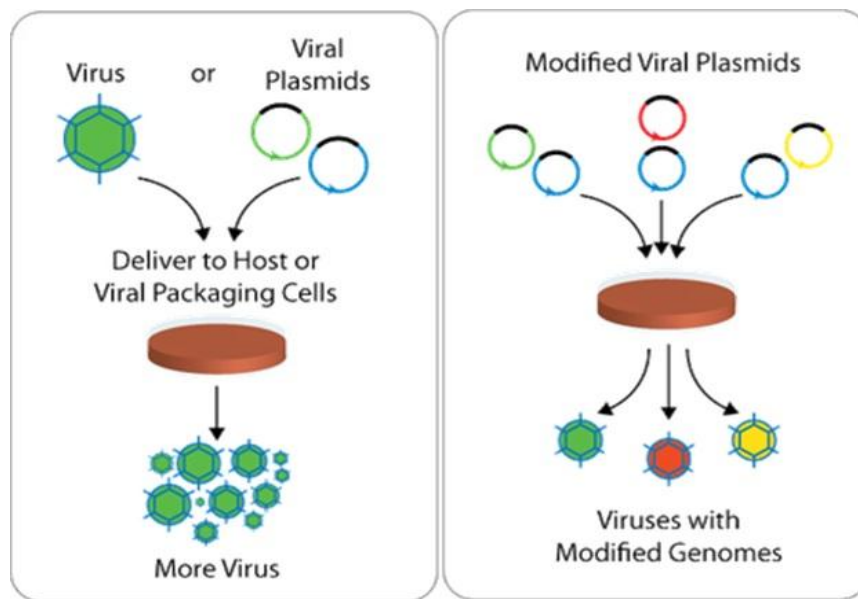 Virus or Viral Plasmids
Deliver to Host or
Viral Packaging Cells
More Virus
Modified Viral Plasmids
Viruses with
Modified Genomes